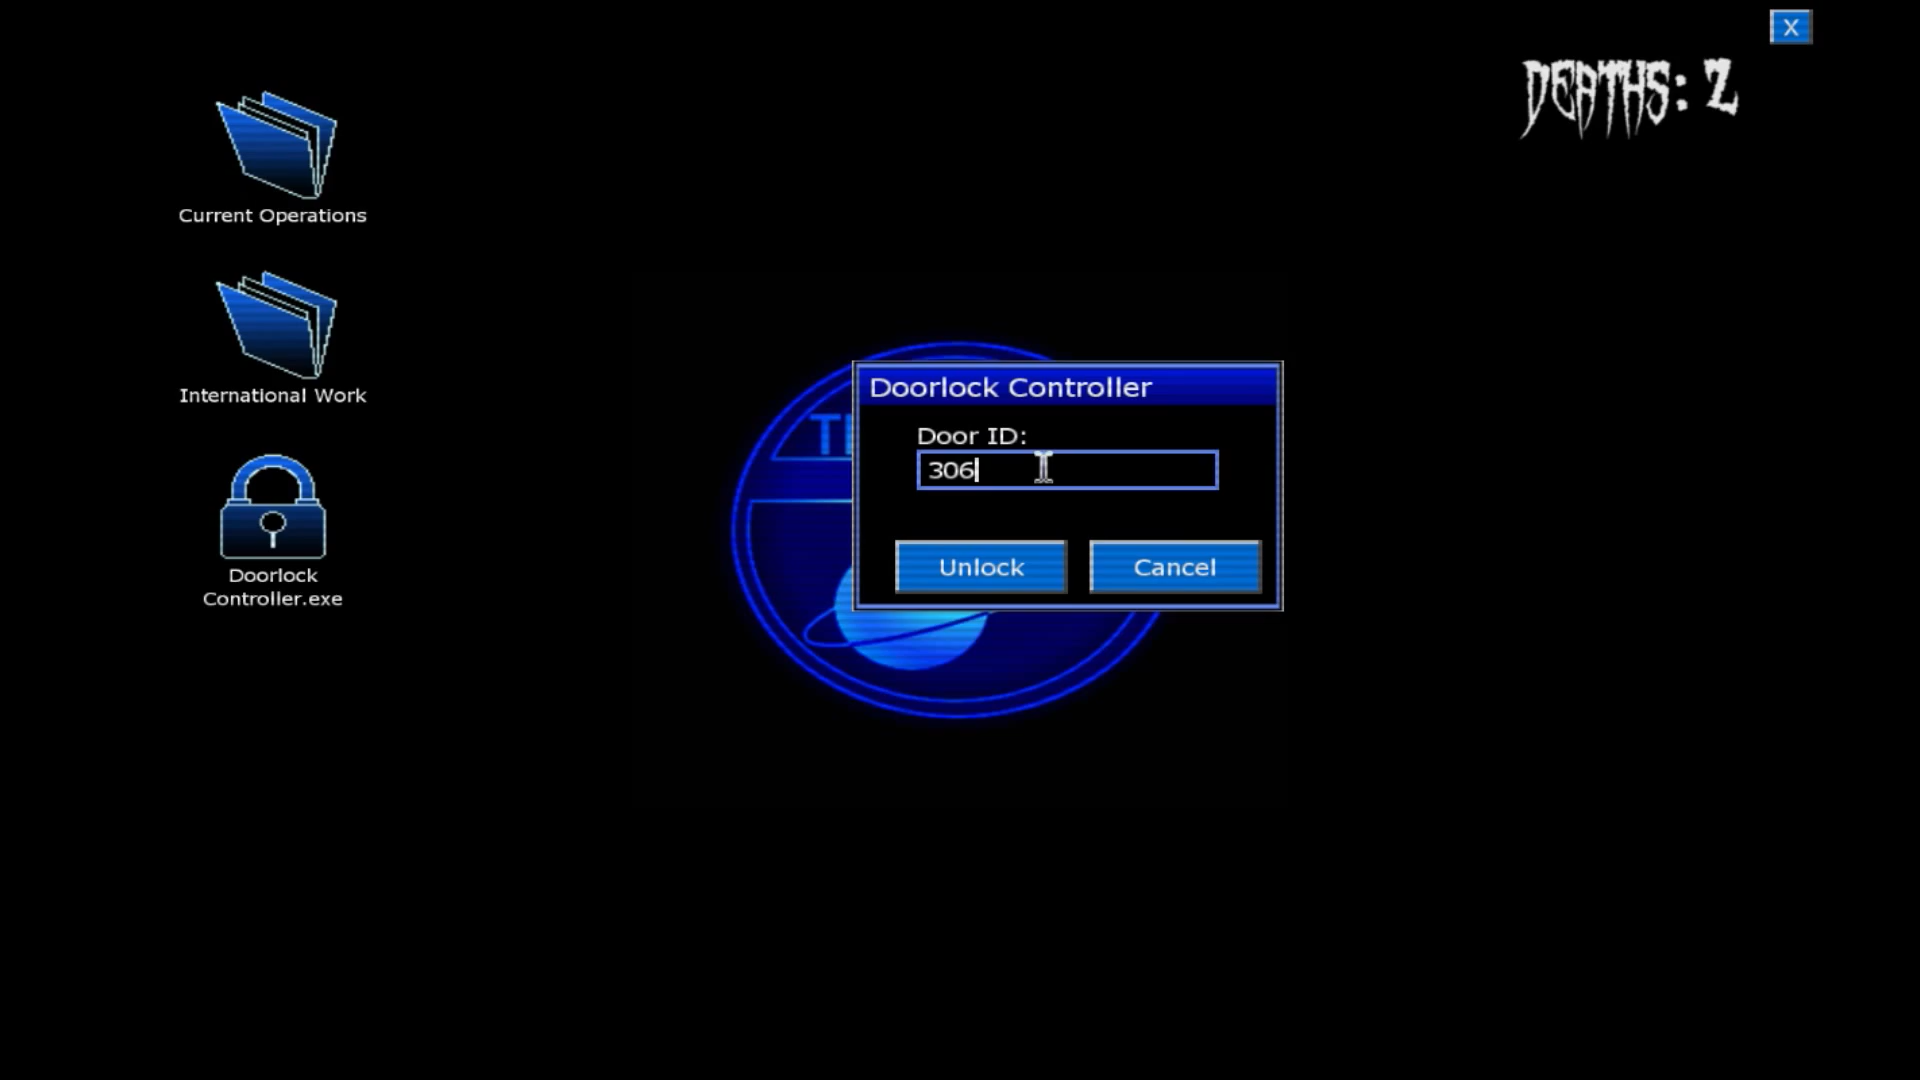 X
DEATHS: 2
Current Operations
International Work
Doorlock
Controller.exe
Doorlock Controller
Door ID:
306
Unlock Cancel